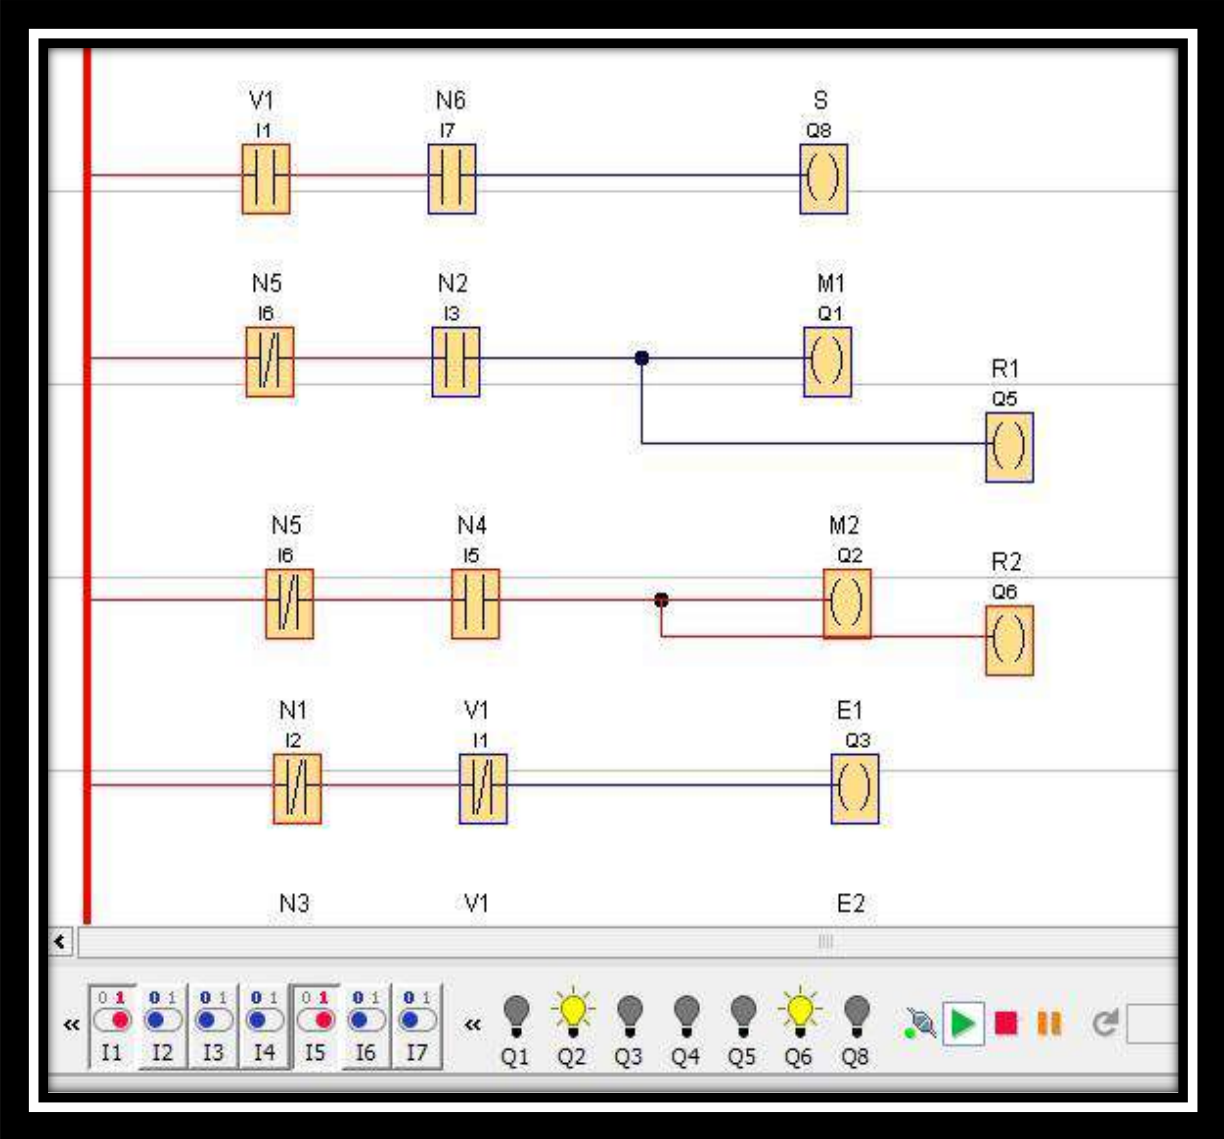 V1 N6 S
I1 I7 Q8
N5 N2 M1
I6 I3 Q1
R1
Q5
N5 N4 M2
I6 I5 Q2
R2
Q6
N1 V1 E1
I2 I1 Q3
N3 V1 E2
0 1 0 1 0 1 0 1 0 1 0 1 0 1
I1 I2 I3 I4 I5 I6 I7
Q1 Q2 Q3 Q4 Q5 Q6 Q8